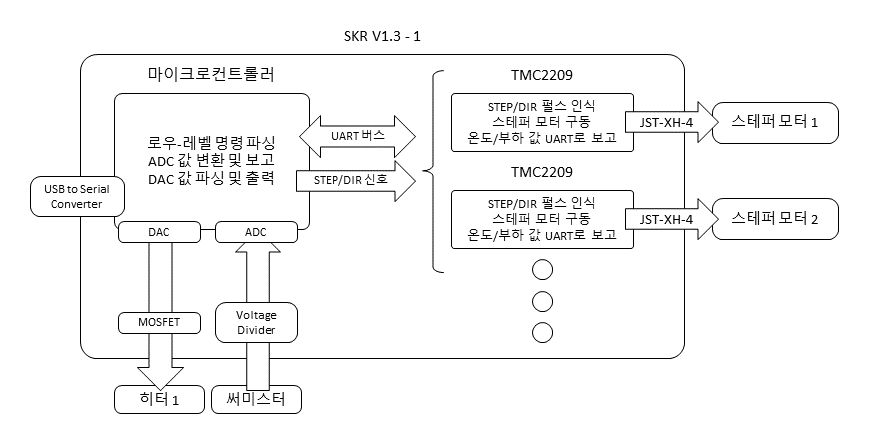 SKR V1.3 - 1
마이크로컨트롤러
로우-레벨 명령 파싱
ADC 값 변환 및 보고
DAC 값 파싱 및 출력
USB to Serial
Converter
DAC
ADC
MOSFET
Voltage
Divider
히터 1
써미스터
UART 버스
STEP/DIR 신호
TMC2209
STEP/DIR 펄스 인식
스테퍼 모터 구동
온도/부하 값 UART로 보고
JST-XH-4
스테퍼 모터 1
TMC2209
STEP/DIR 펄스 인식
스테퍼 모터 구동
온도/부하 값 UART로 보고
JST-XH-4
스테퍼 모터 2